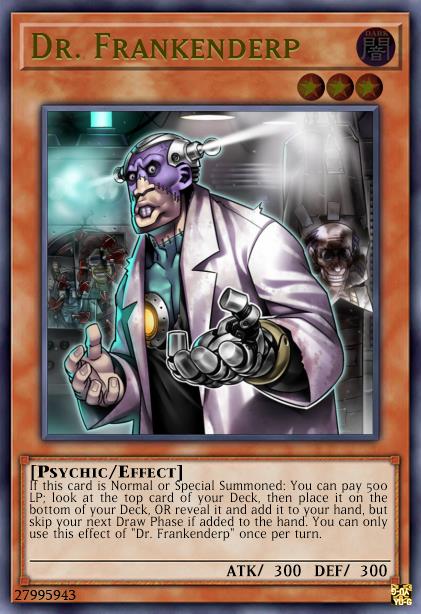 Dr. Frankenderp
DARK
闇
[Psychic/Effect]
If this card is Normal or Special Summoned: You can pay 500
LP; look at the top card of your Deck, then place it on the
bottom of your Deck, OR reveal it and add it to your hand, but
skip your next Draw Phase if added to the hand. You can only
use this effect of "Dr. Frankenderp" once per turn.
ATK/ 300 DEF/ 300
27995943